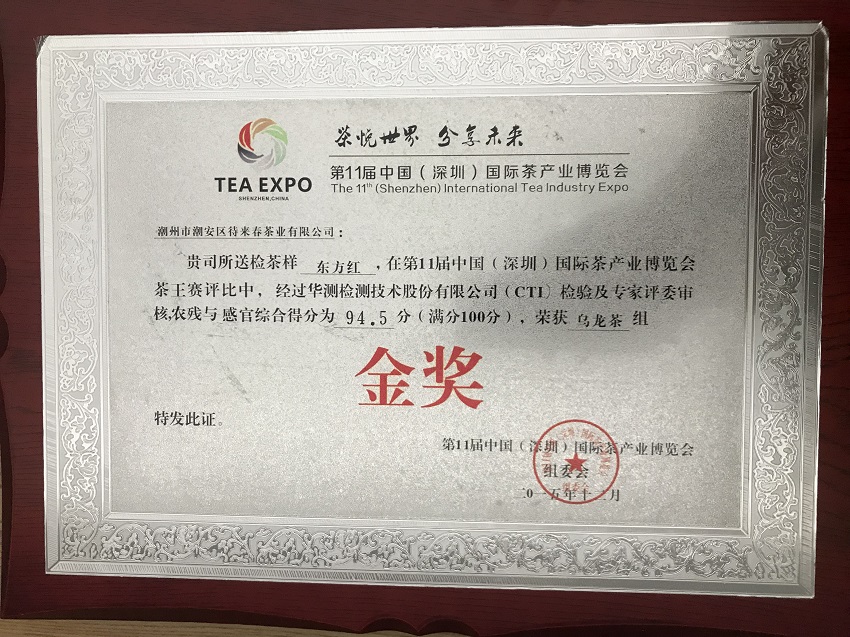 茶悦世界 分享未来
TEA EXPO
SHENZHEN,CHINA
第11届中国（深圳）国际茶产业博览会
The 11th (Shenzhen) International Tea Industry Expo
潮州市潮安区待来春茶业有限公司：
贵司所送检茶样 东方红，在第11届中国（深圳）国际茶产业博览会
茶王赛评比中，经过华测检测技术股份有限公司（CTI）检验及专家评委审
核,农残与感官综合得分为 94.5 分（满分100分），荣获 乌龙茶 组
金奖
特发此证。
第11届中国（深圳）国际茶产业博览会
组委会
二〇一五年十二月